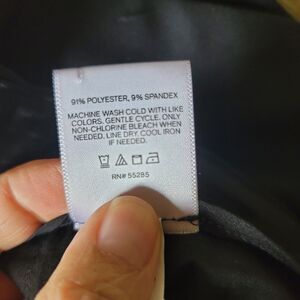 91% POLYESTER, 9% SPANDEX
MACHINE WASH COLD WITH LIKE
COLORS. GENTLE CYCLE. ONLY
NON-CHLORINE BLEACH WHEN
NEEDED. LINE DRY. COOL IRON
IF NEEDED.
RN# 55285